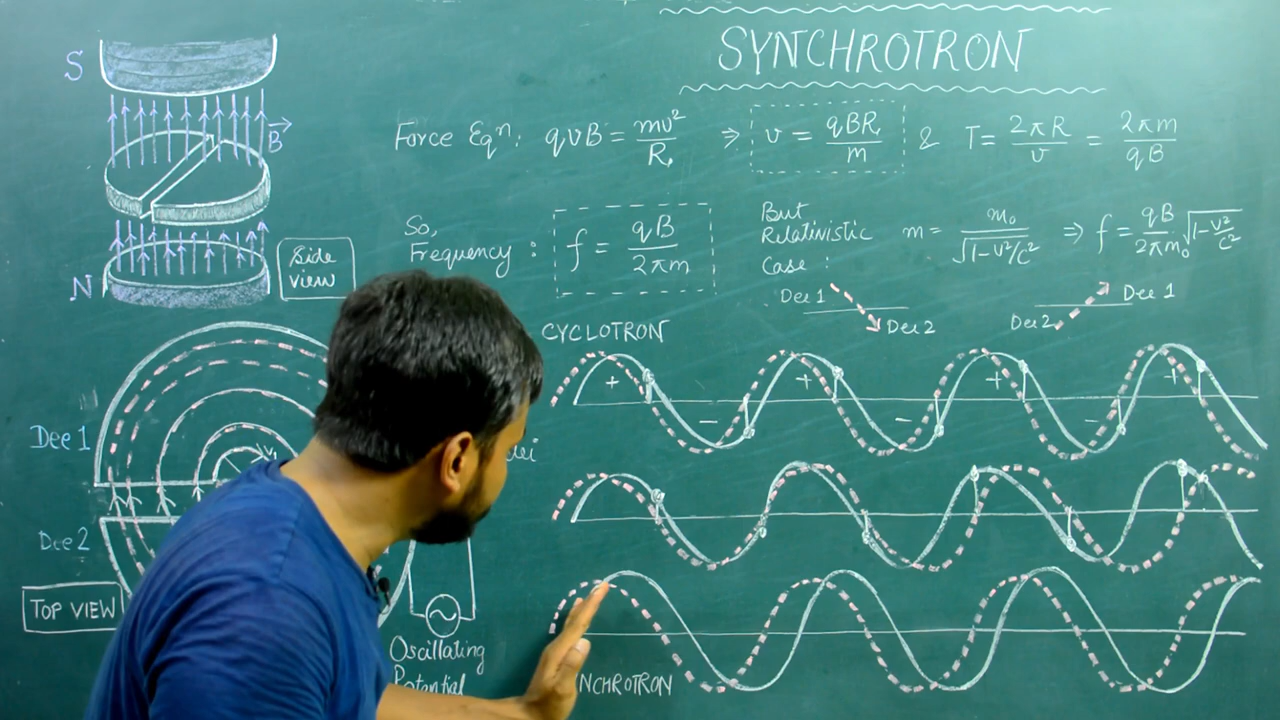 SYNCHROTRON
S
B⃗
N
Side view
Force Eqⁿ: qvB = mv²/R, ⇒ v = qBR/m & T = 2πR/v = 2πm/qB
So, Frequency : f = qB/2πm
But Relativistic Case : m = m₀/√(1-v²/c²) ⇒ f = qB/2πm₀ √(1-v²/c²)
Dee 1
Dee 2
Dee 1
Dee 2
CYCLOTRON
+ − + − + − +
Dee 1
Dee 2
TOP VIEW
Oscillating
Potential
NCHROTRON